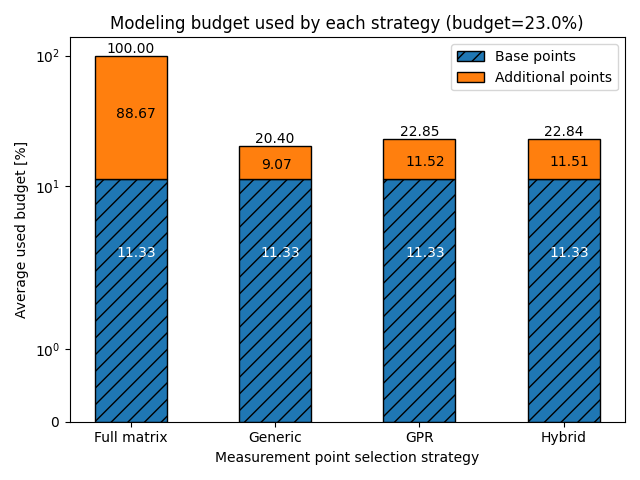 Modeling budget used by each strategy (budget=23.0%)
Base points
Additional points
100.00
20.40
22.85
22.84
88.67
9.07
11.52
11.51
11.33
11.33
11.33
11.33
10²
10¹
10⁰
0
Average used budget [%]
Full matrix
Generic
GPR
Hybrid
Measurement point selection strategy